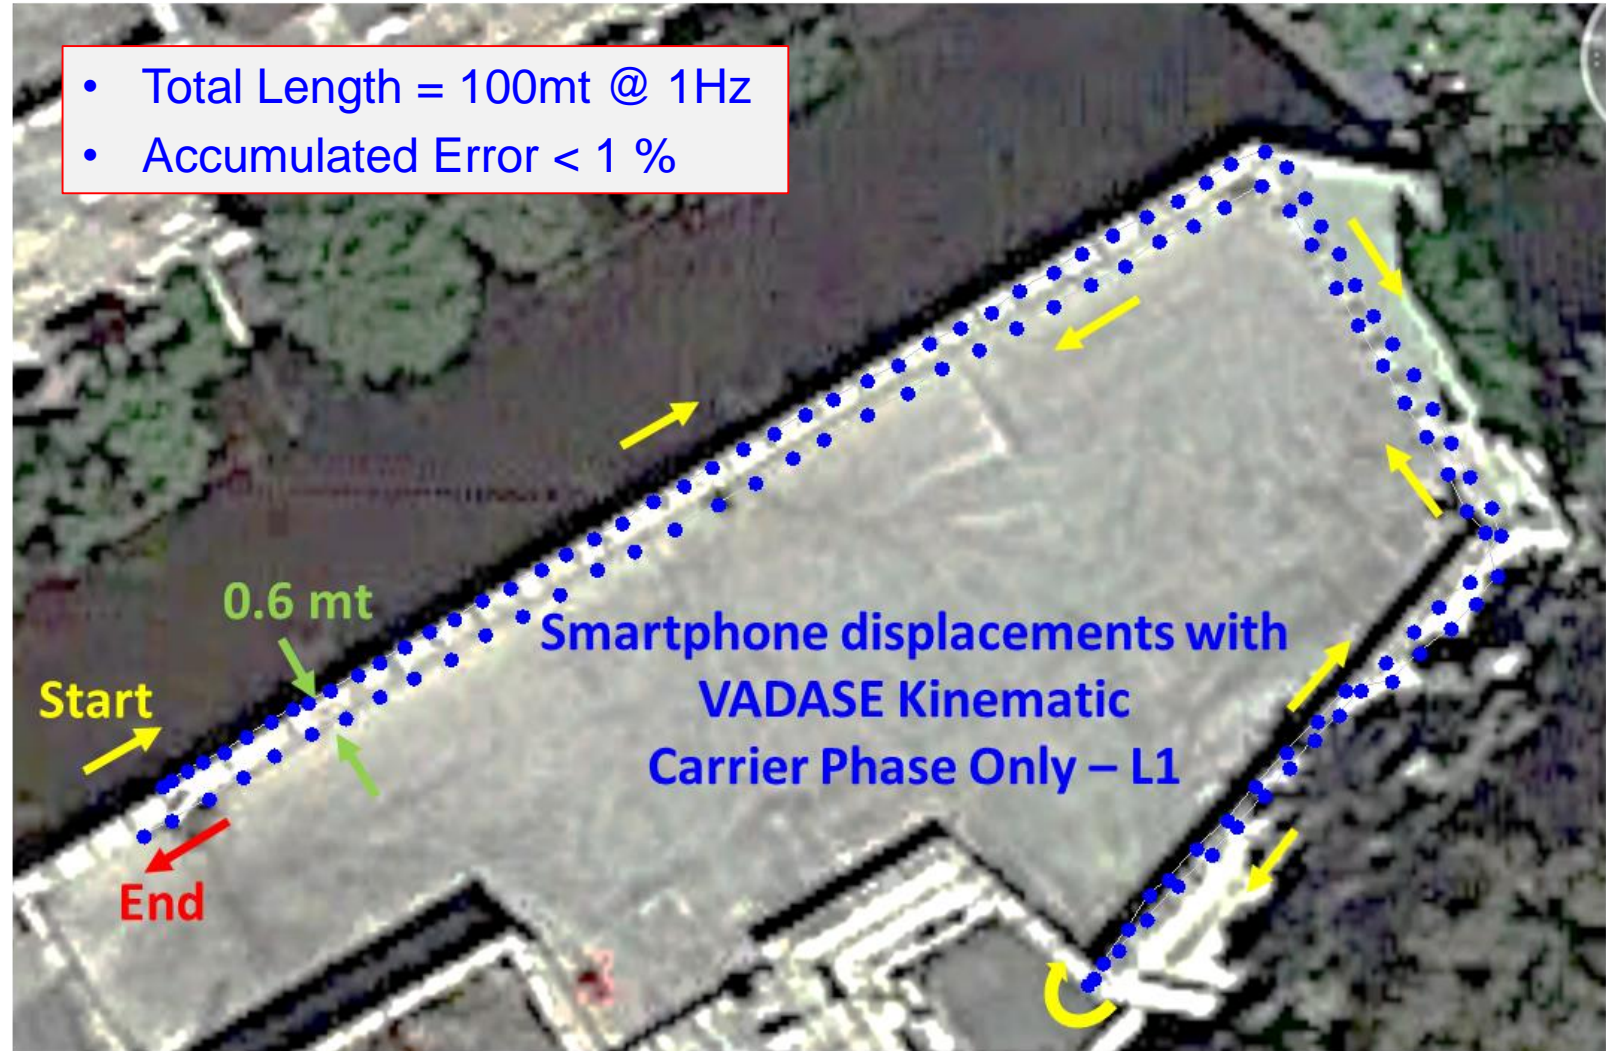 • Total Length = 100mt @ 1Hz
• Accumulated Error < 1 %
0.6 mt
Smartphone displacements with
VADASE Kinematic
Carrier Phase Only – L1
Start
End